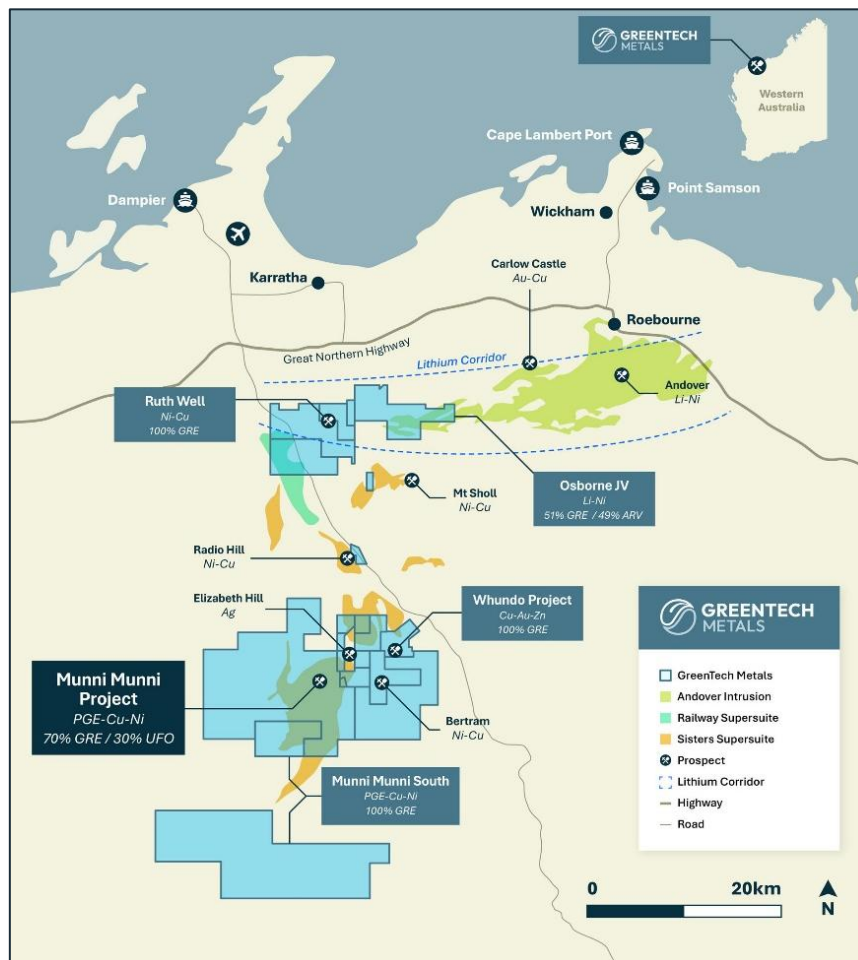 GREENTECH
METALS
Western
Australia
Cape Lambert Port
Dampier
Point Samson
Wickham
Karratha
Carlow Castle
Au-Cu
Roebourne
Great Northern Highway
Lithium Corridor
Andover
Li-Ni
Ruth Well
Ni-Cu
100% GRE
Mt Sholl
Ni-Cu
Osborne JV
Li-Ni
51% GRE / 49% ARV
Radio Hill
Ni-Cu
Elizabeth Hill
Ag
Whundo Project
Cu-Au-Zn
100% GRE
Munni Munni
Project
PGE-Cu-Ni
70% GRE / 30% UFO
Bertram
Ni-Cu
Munni Munni South
PGE-Cu-Ni
100% GRE
GREENTECH
METALS
GreenTech Metals
Andover Intrusion
Railway Supersuite
Sisters Supersuite
Prospect
Lithium Corridor
Highway
Road
0 20km
N